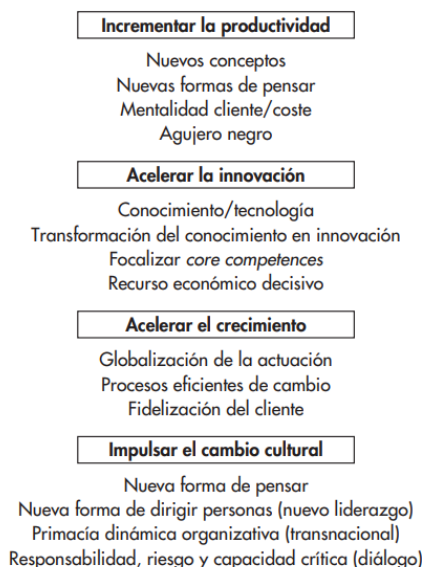 Incrementar la productividad
Nuevos conceptos
Nuevas formas de pensar
Mentalidad cliente/coste
Agujero negro
Acelerar la innovación
Conocimiento/tecnología
Transformación del conocimiento en innovación
Focalizar core competences
Recurso económico decisivo
Acelerar el crecimiento
Globalización de la actuación
Procesos eficientes de cambio
Fidelización del cliente
Impulsar el cambio cultural
Nueva forma de pensar
Nueva forma de dirigir personas (nuevo liderazgo)
Primacía dinámica organizativa (transnacional)
Responsabilidad, riesgo y capacidad crítica (diálogo)